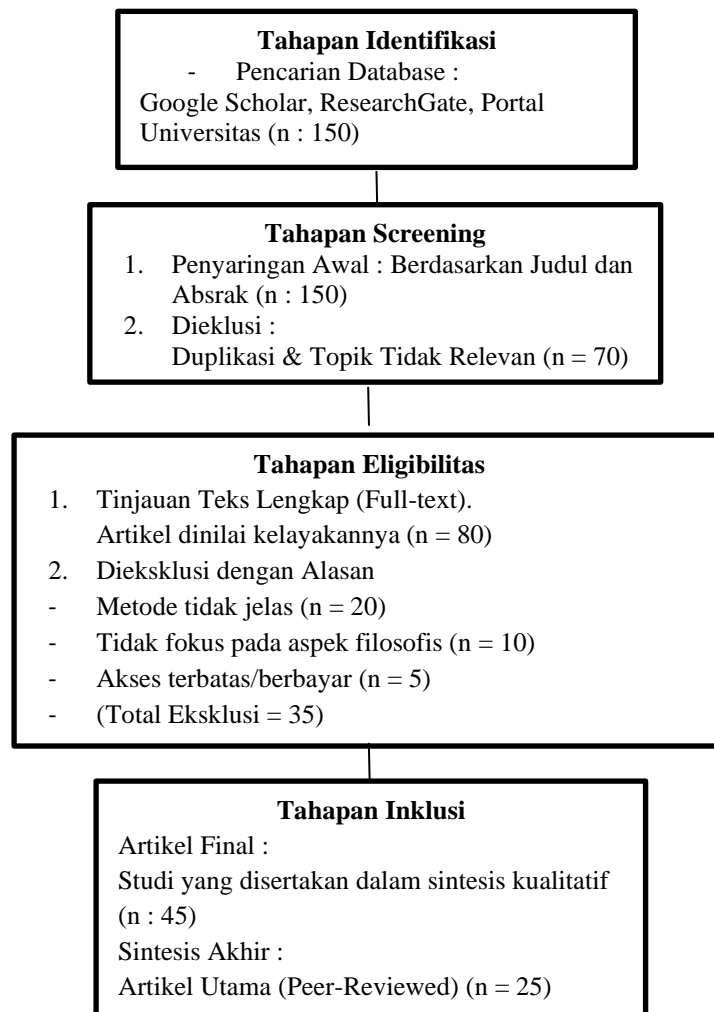 Tahapan Identifikasi
- Pencarian Database :
Google Scholar, ResearchGate, Portal
Universitas (n : 150)
Tahapan Screening
1. Penyaringan Awal : Berdasarkan Judul dan
Absrak (n : 150)
2. Dieklusi :
Duplikasi & Topik Tidak Relevan (n = 70)
Tahapan Eligibilitas
1. Tinjauan Teks Lengkap (Full-text).
Artikel dinilai kelayakannya (n = 80)
2. Dieksklusi dengan Alasan
- Metode tidak jelas (n = 20)
- Tidak fokus pada aspek filosofis (n = 10)
- Akses terbatas/berbayar (n = 5)
- (Total Eksklusi = 35)
Tahapan Inklusi
Artikel Final :
Studi yang disertakan dalam sintesis kualitatif
(n : 45)
Sintesis Akhir :
Artikel Utama (Peer-Reviewed) (n = 25)